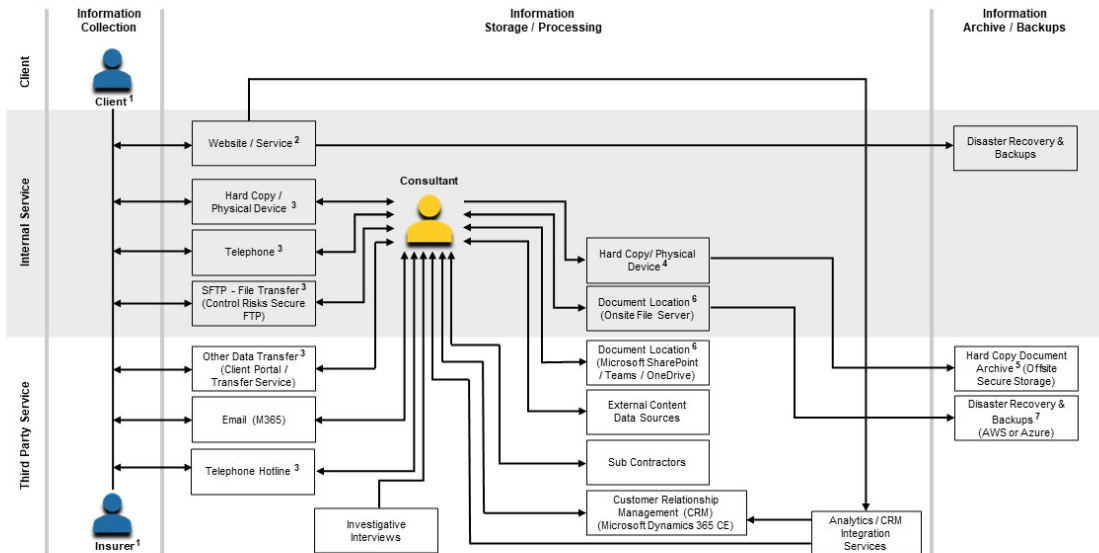 Information
Collection
Information
Storage / Processing
Information
Archive / Backups
Client
Client 1
Internal Service
Website / Service 2
Disaster Recovery &
Backups
Consultant
Hard Copy /
Physical Device 3
Telephone 3
Hard Copy/ Physical
Device 4
SFTP - File Transfer 3
(Control Risks Secure
FTP)
Document Location 6
(Onsite File Server)
Third Party Service
Other Data Transfer 3
(Client Portal /
Transfer Service)
Document Location 6
(Microsoft SharePoint
/ Teams / OneDrive)
Hard Copy Document
Archive 5 (Offsite
Secure Storage)
Email (M365)
External Content
Data Sources
Disaster Recovery &
Backups 7
(AWS or Azure)
Telephone Hotline 3
Sub Contractors
Insurer 1
Investigative
Interviews
Customer Relationship
Management (CRM)
(Microsoft Dynamics 365 CE)
Analytics / CRM
Integration
Services